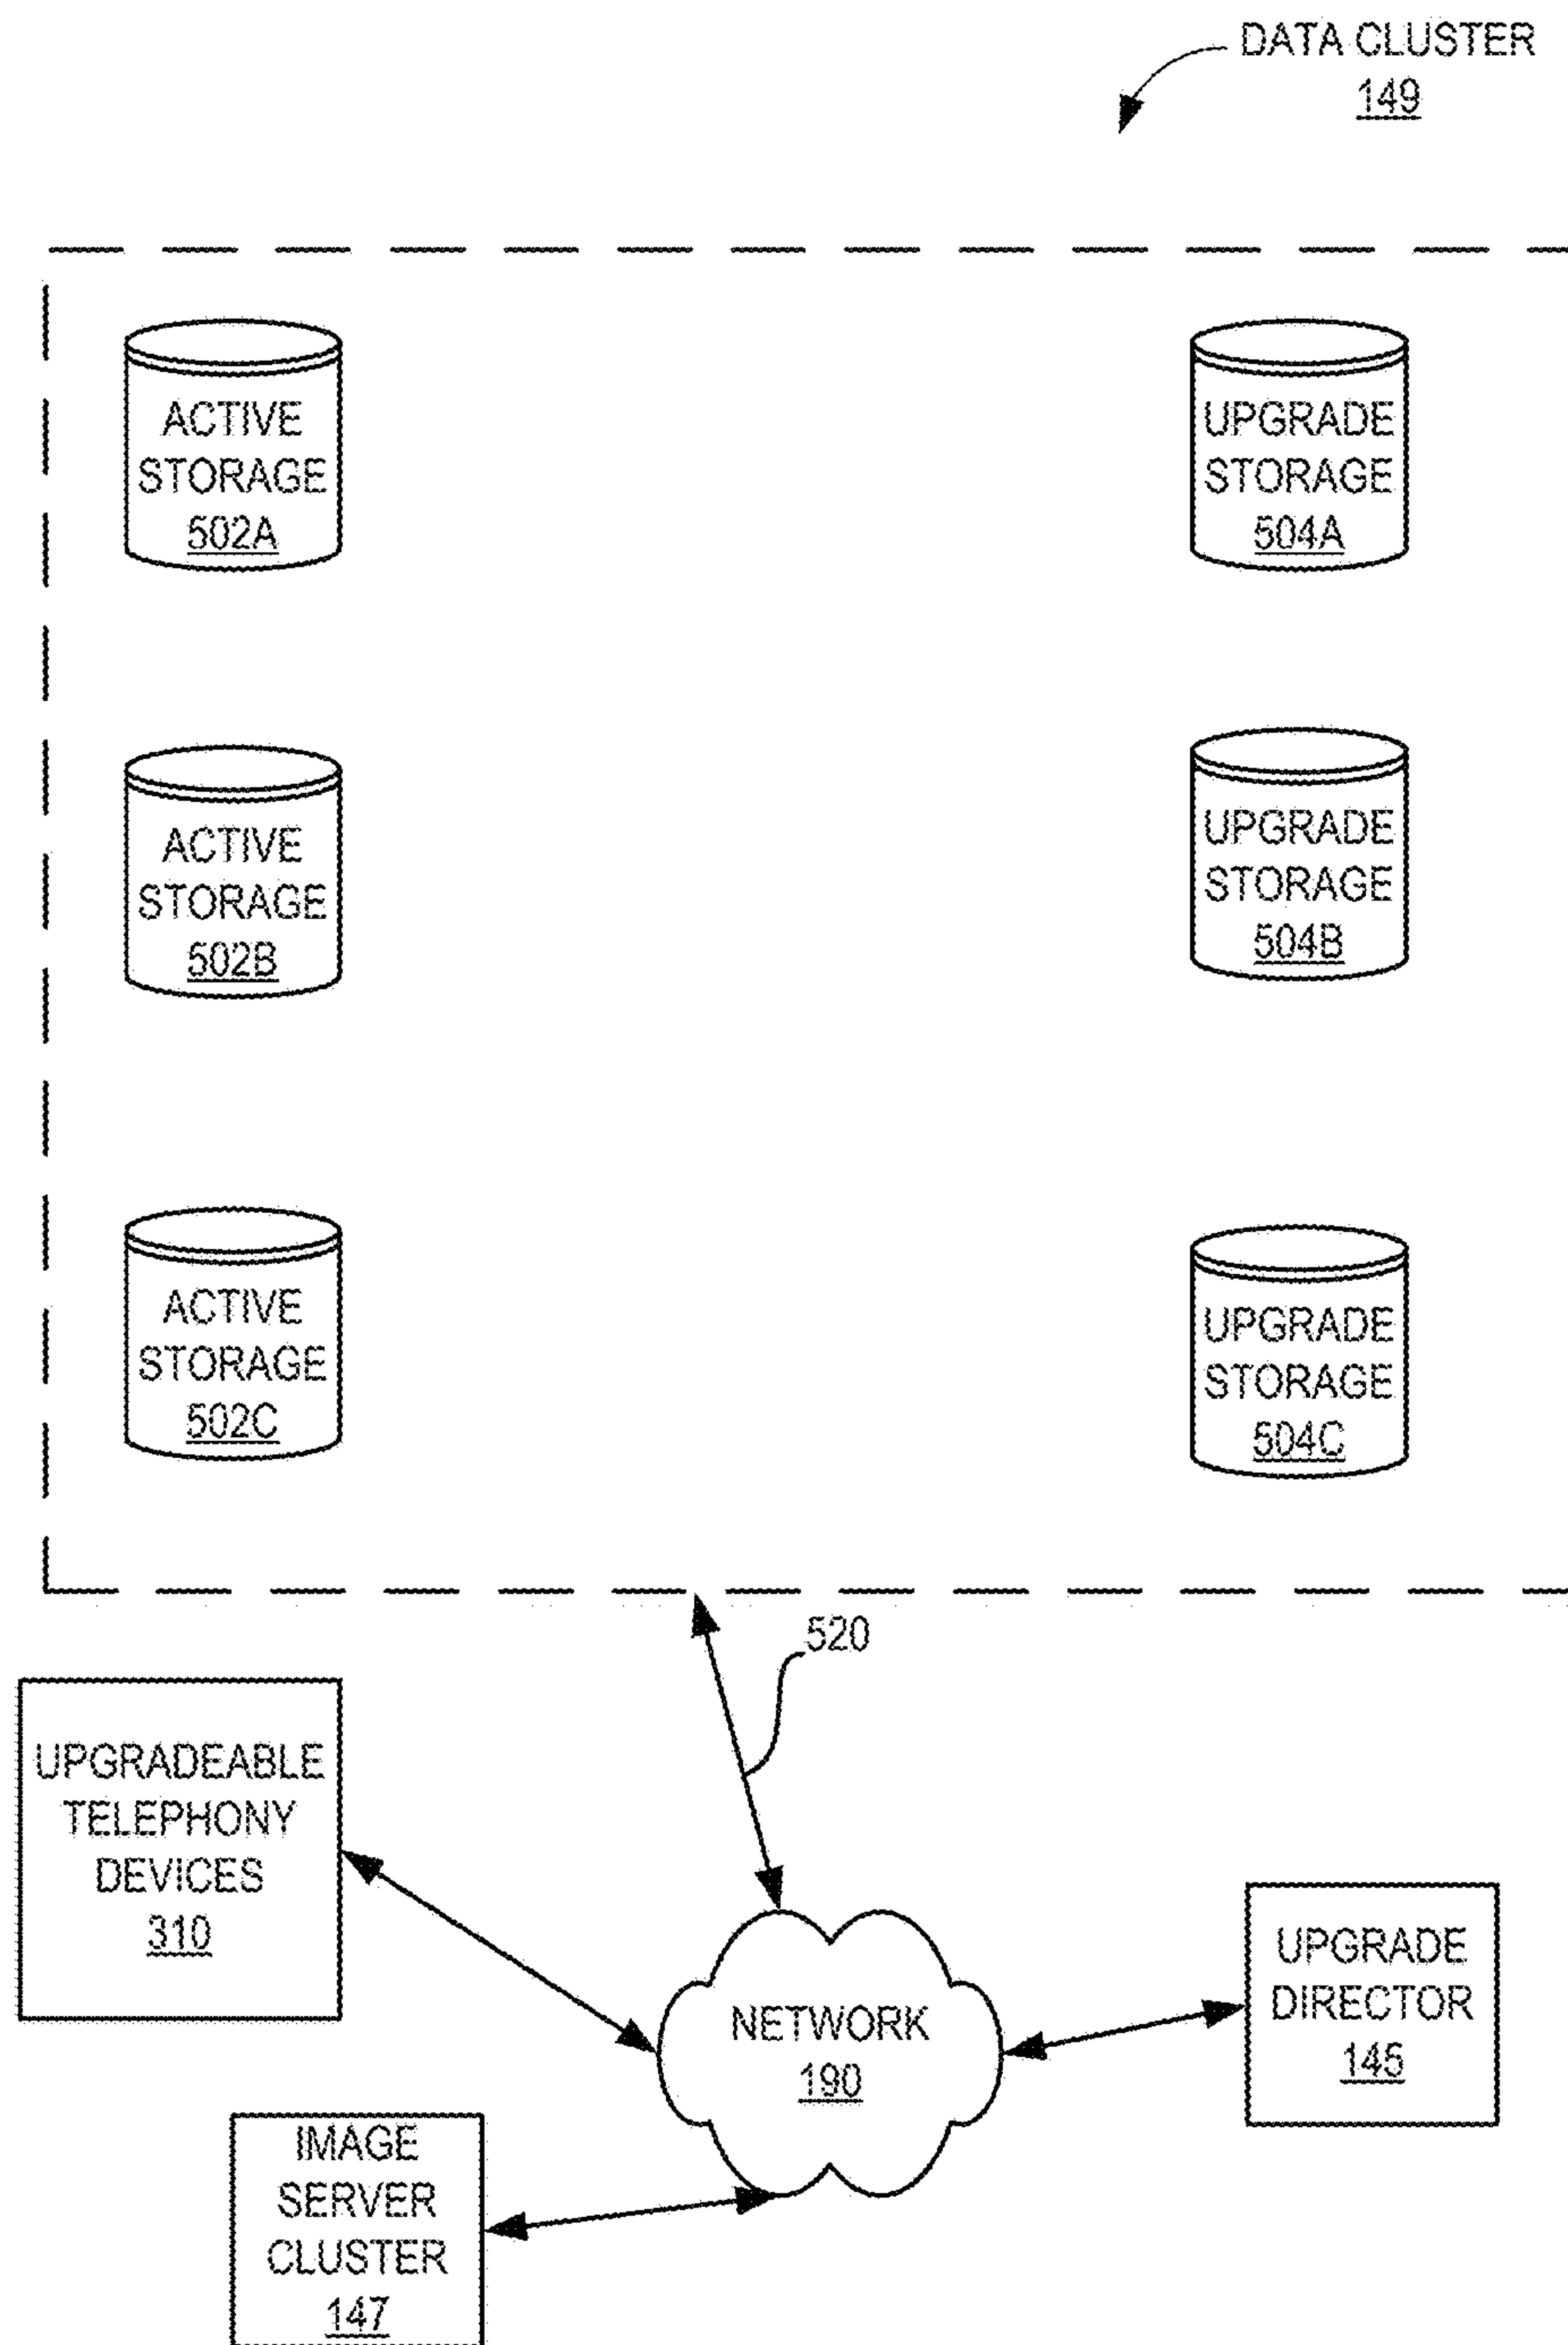 DATA CLUSTER
149
ACTIVE
STORAGE
502A
UPGRADE
STORAGE
504A
ACTIVE
STORAGE
502B
UPGRADE
STORAGE
504B
ACTIVE
STORAGE
502C
UPGRADE
STORAGE
504C
520
UPGRADEABLE
TELEPHONY
DEVICES
310
NETWORK
190
UPGRADE
DIRECTOR
145
IMAGE
SERVER
CLUSTER
147